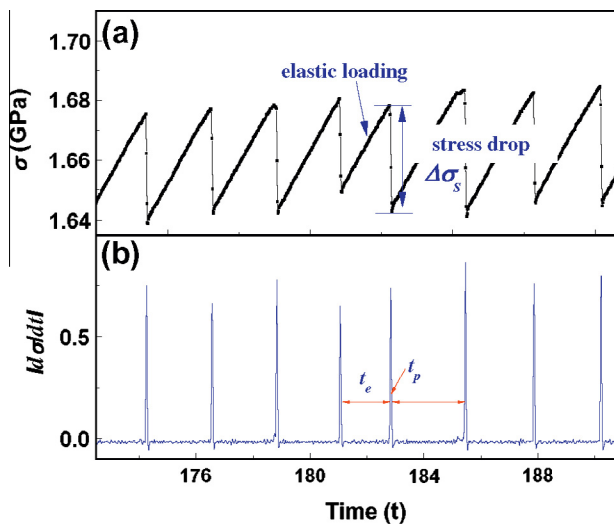 (a)
1.70
1.68
1.66
1.64
σ (GPa)
elastic loading
stress drop
Δσs
(b)
0.5
0.0
|dσ/dt|
te
tp
176
180
184
188
Time (t)